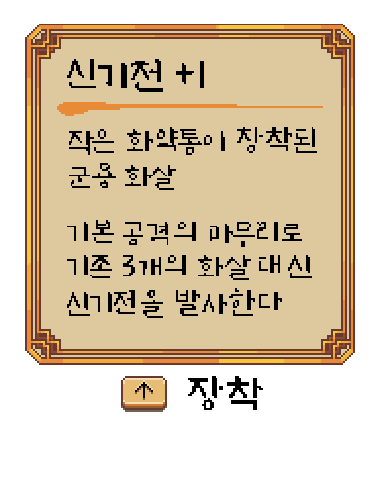 신기전 +1
작은 화약통이 장착된
군용 화살
기본 공격의 마무리로
기존 3개의 화살 대신
신기전을 발사한다
↑ 장착